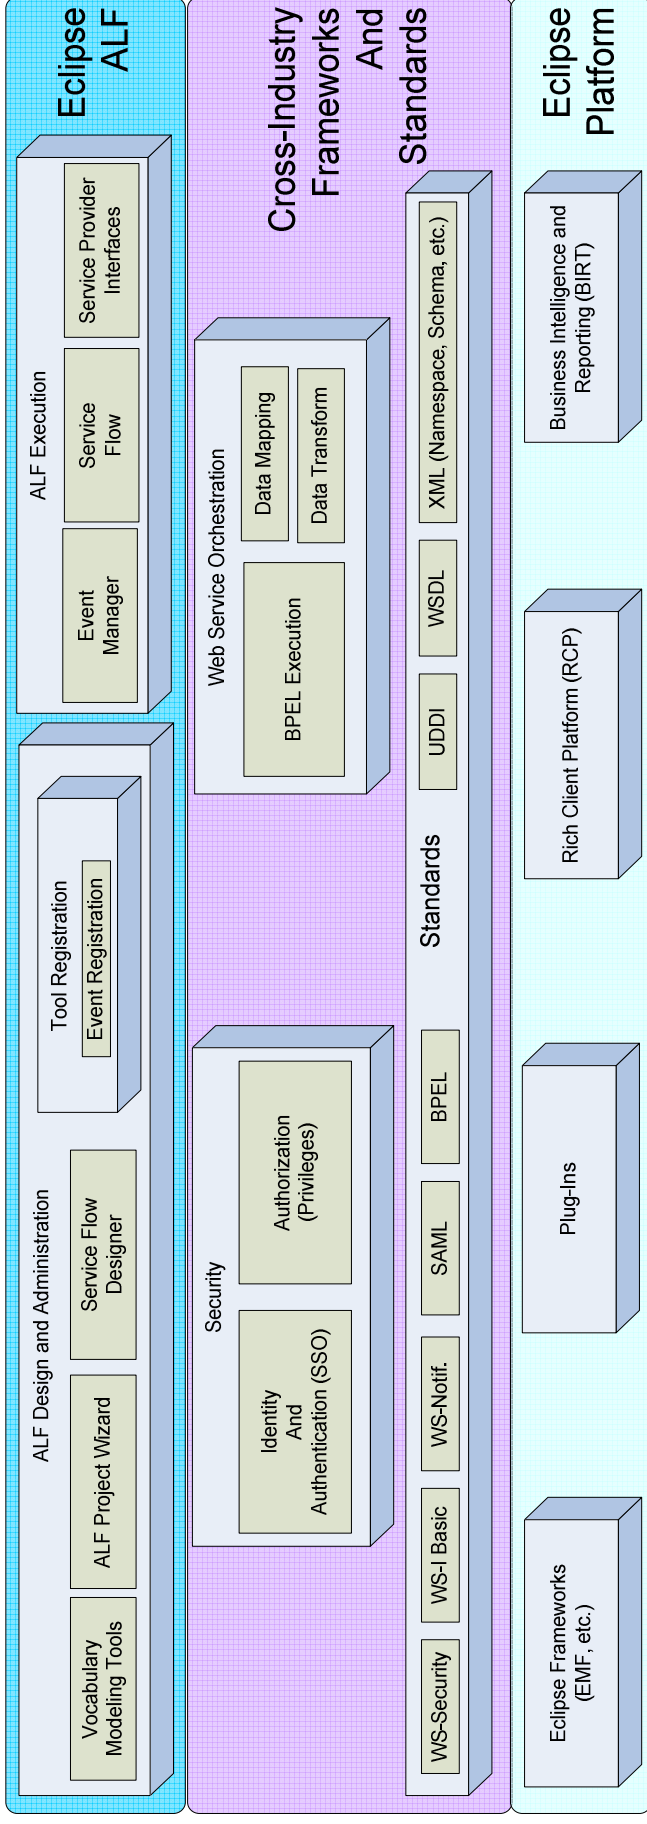 ALF Design and Administration
Vocabulary
Modeling Tools
ALF Project Wizard
Service Flow
Designer
Tool Registration
Event Registration
ALF Execution
Event
Manager
Service
Flow
Service Provider
Interfaces
Eclipse
ALF
Security
Identity
And
Authentication (SSO)
Authorization
(Privileges)
Web Service Orchestration
BPEL Execution
Data Mapping
Data Transform
Cross-Industry
Frameworks
And
Standards
WS-Security
WS-I Basic
WS-Notif.
SAML
BPEL
Standards
UDDI
WSDL
XML (Namespace, Schema, etc.)
Eclipse Frameworks
(EMF, etc.)
Plug-Ins
Rich Client Platform (RCP)
Business Intelligence and
Reporting (BIRT)
Eclipse
Platform